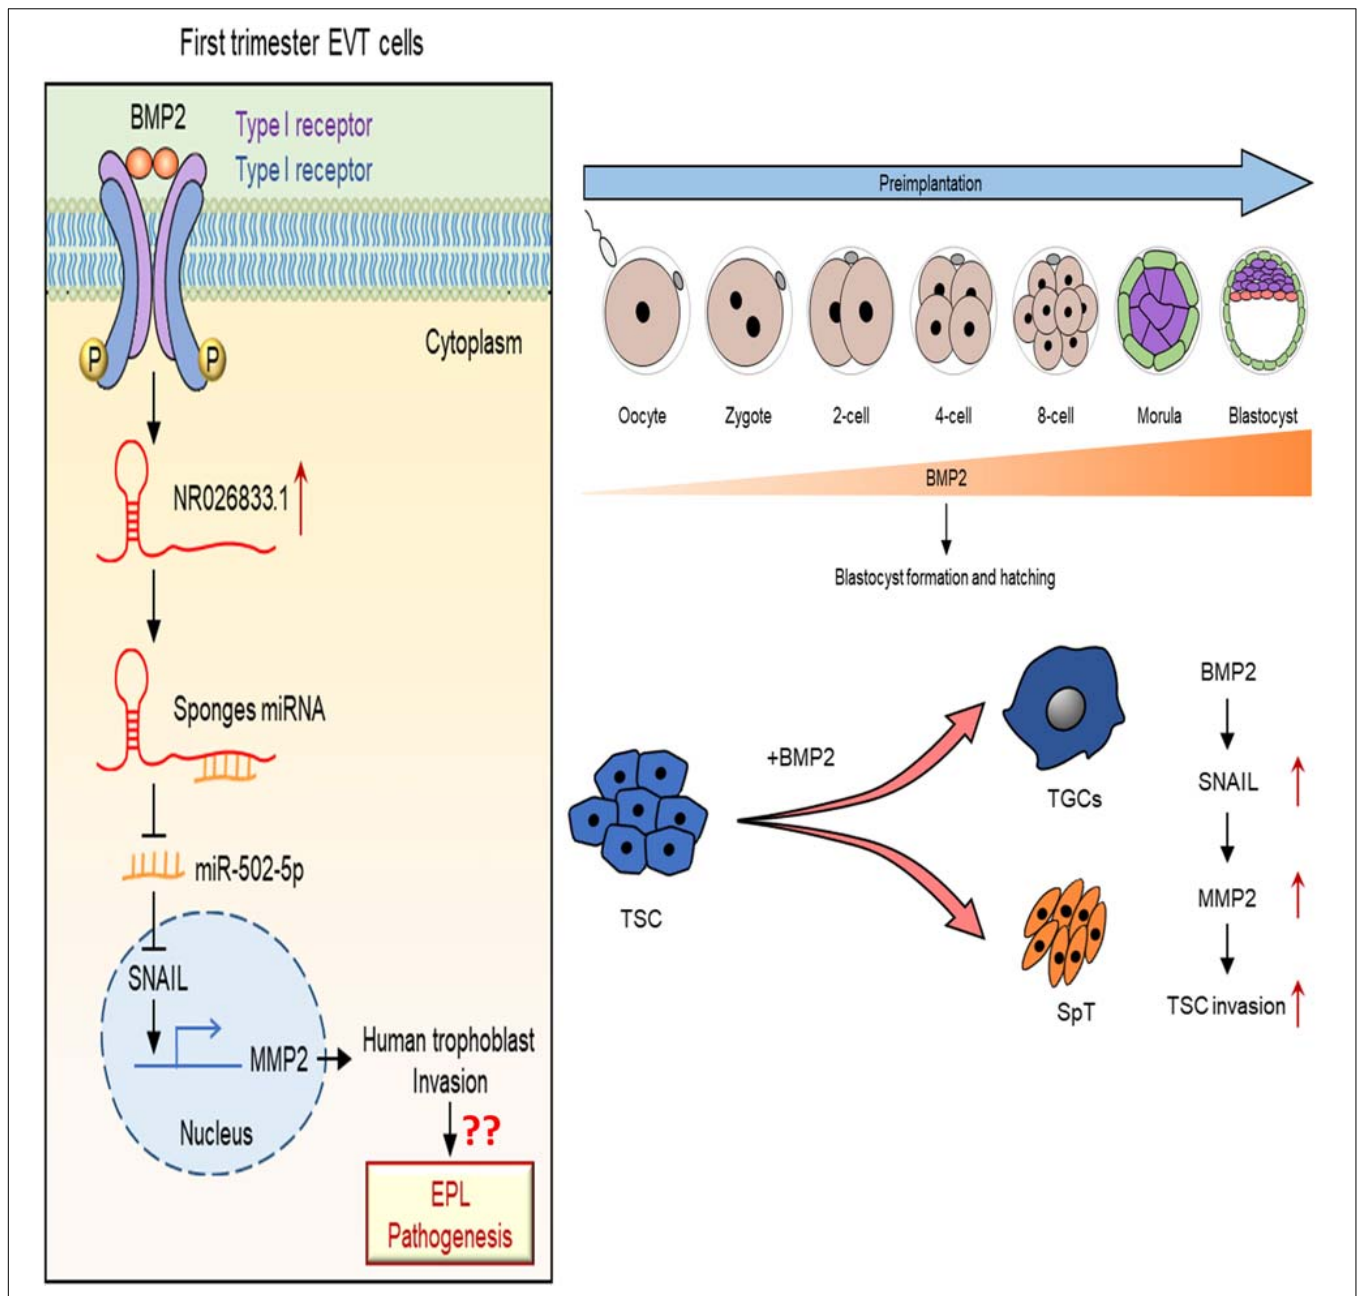 First trimester EVT cells
BMP2
Type I receptor
Type I receptor
P
P
Cytoplasm
NR026833.1
Sponges miRNA
miR-502-5p
SNAIL
MMP2
Nucleus
Human trophoblast
Invasion
??
EPL
Pathogenesis
Preimplantation
Oocyte
Zygote
2-cell
4-cell
8-cell
Morula
Blastocyst
BMP2
Blastocyst formation and hatching
TSC
+BMP2
TGCs
SpT
BMP2
SNAIL
MMP2
TSC invasion